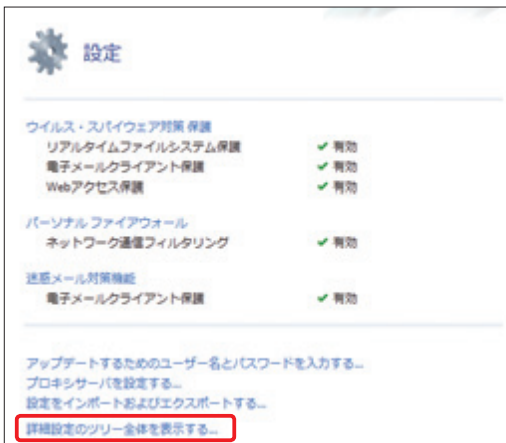 設定
ウイルス・スパイウェア対策 保護
リアルタイムファイルシステム保護 ✔ 有効
電子メールクライアント保護 ✔ 有効
Webアクセス保護 ✔ 有効
パーソナル ファイアウォール
ネットワーク通信フィルタリング ✔ 有効
迷惑メール対策機能
電子メールクライアント保護 ✔ 有効
アップデートするためのユーザー名とパスワードを入力する...
プロキシサーバを設定する...
設定をインポートおよびエクスポートする...
詳細設定のツリー全体を表示する...